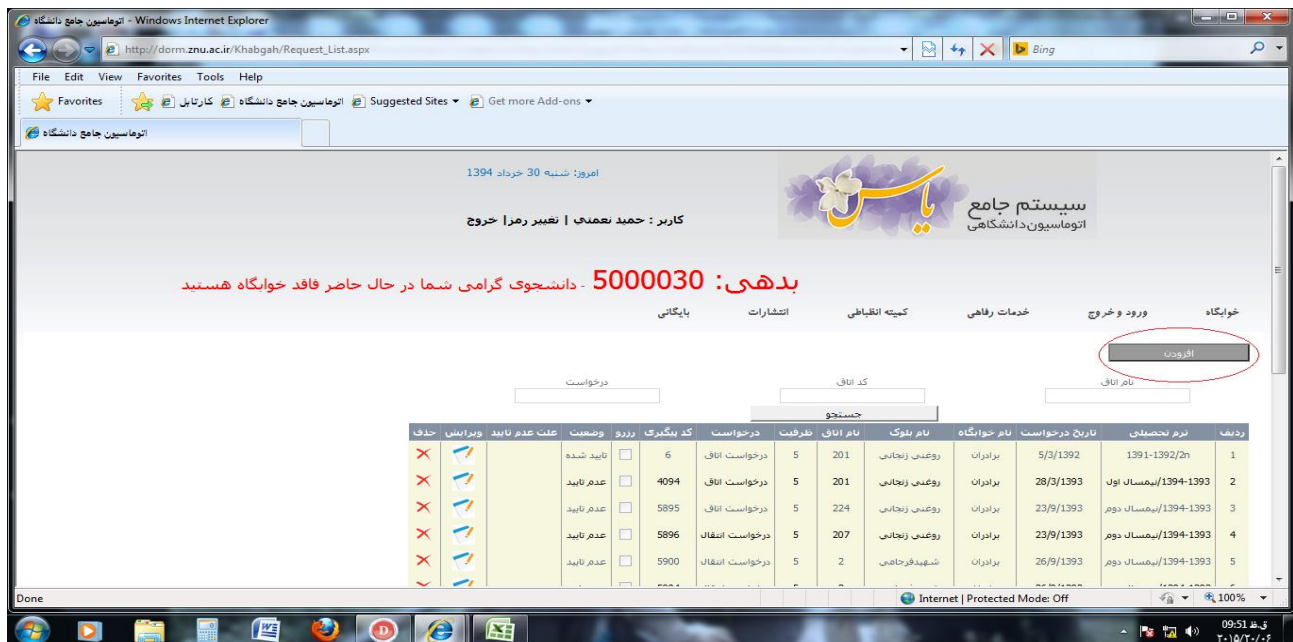 اتوماسیون جامع دانشگاه - Windows Internet Explorer
http://dorm.znu.ac.ir/Khabgah/Request_List.aspx
Bing
File Edit View Favorites Tools Help
Favorites کارتابل اتوماسیون جامع دانشگاه Suggested Sites Get more Add-ons
اتوماسیون جامع دانشگاه
امروز: شنبه 30 خرداد 1394
یاس
سیستم جامع
اتوماسیون دانشگاهی
کاربر : حمید نعمتی | تغییر رمز | خروج
بدهی: 5000030 - دانشجوی گرامی شما در حال حاضر فاقد خوابگاه هستید
خوابگاه ورود و خروج خدمات رفاهی کمیته انظباطی انتشارات بایگانی
افزودن
نام اتاق کد اتاق درخواست
جستجو
ردیف ترم تحصیلی تاریخ درخواست نام خوابگاه نام بلوک نام اتاق ظرفیت درخواست کد پیگیری رزرو وضعیت علت عدم تایید ویرایش حذف
1 1391-1392/2n 5/3/1392 برادران روغنی زنجانی 201 5 درخواست اتاق 6 تایید شده
2 1393-1394/نیمسال اول 28/3/1393 برادران روغنی زنجانی 201 5 درخواست اتاق 4094 عدم تایید
3 1393-1394/نیمسال دوم 23/9/1393 برادران روغنی زنجانی 224 5 درخواست اتاق 5895 عدم تایید
4 1393-1394/نیمسال دوم 23/9/1393 برادران روغنی زنجانی 207 5 درخواست انتقال 5896 عدم تایید
5 1393-1394/نیمسال دوم 26/9/1393 برادران شهیدفرجامی 2 5 درخواست انتقال 5900 عدم تایید
Done Internet | Protected Mode: Off 100%
09:51 ق.ظ
۲۰۱۵/۲۰/۰۶